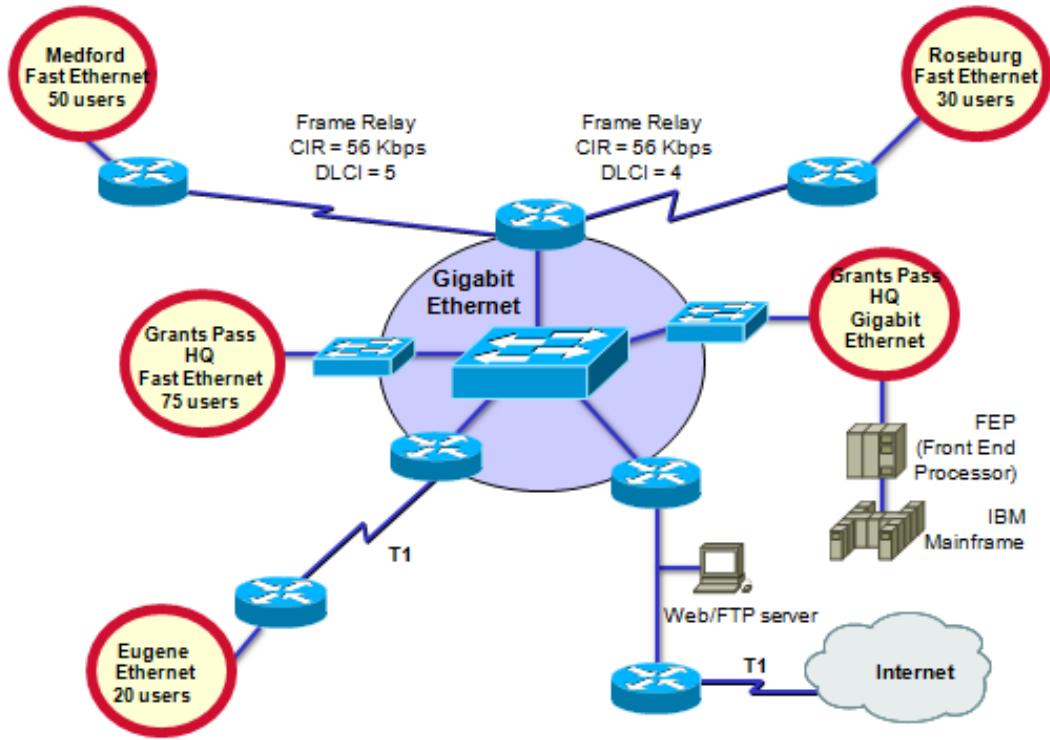 Medford
Fast Ethernet
50 users
Roseburg
Fast Ethernet
30 users
Frame Relay
CIR = 56 Kbps
DLCI = 5
Frame Relay
CIR = 56 Kbps
DLCI = 4
Gigabit
Ethernet
Grants Pass
HQ
Gigabit
Ethernet
Grants Pass
HQ
Fast Ethernet
75 users
FEP
(Front End
Processor)
IBM
Mainframe
T1
Web/FTP server
Eugene
Ethernet
20 users
T1
Internet